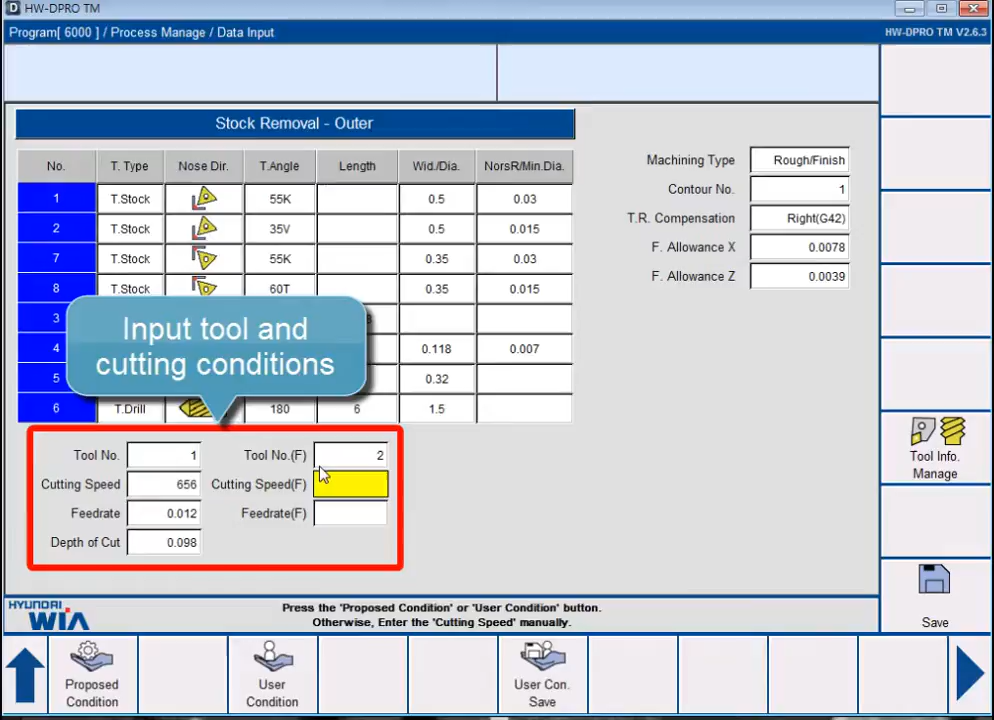 HW-DPRO TM
Program[ 6000 ] / Process Manage / Data Input
HW-DPRO TM V2.6.3
Stock Removal - Outer
No. T. Type Nose Dir. T.Angle Length Wid./Dia. NorsR/Min.Dia.
1 T.Stock 55K 0.5 0.03
2 T.Stock 35V 0.5 0.015
7 T.Stock 55K 0.35 0.03
8 T.Stock 60T 0.35 0.015
3
4 0.118 0.007
5 0.32
6 T.Drill 180 6 1.5
Machining Type Rough/Finish
Contour No. 1
T.R. Compensation Right(G42)
F. Allowance X 0.0078
F. Allowance Z 0.0039
Input tool and
cutting conditions
Tool No. 1 Tool No.(F) 2
Cutting Speed 656 Cutting Speed(F)
Feedrate 0.012 Feedrate(F)
Depth of Cut 0.098
Tool Info.
Manage
Save
HYUNDAI
WIA
Press the 'Proposed Condition' or 'User Condition' button.
Otherwise, Enter the 'Cutting Speed' manually.
Proposed
Condition
User
Condition
User Con.
Save